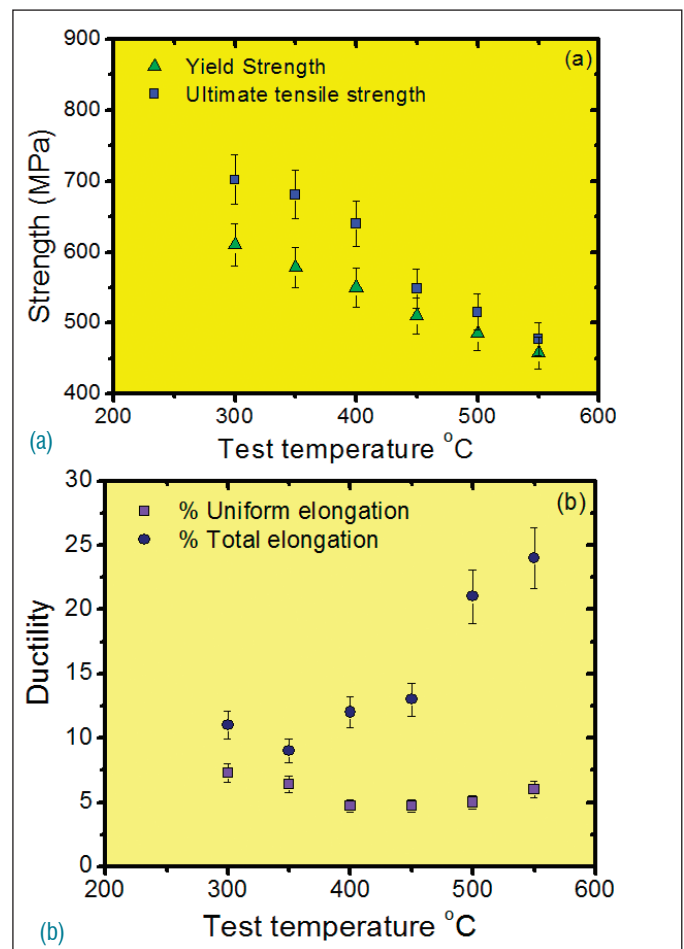 900
800
700
600
500
400
Strength (MPa)
Yield Strength
Ultimate tensile strength
(a)
200 300 400 500 600
Test temperature °C
(a)
30
25
20
15
10
5
0
Ductility
% Uniform elongation
% Total elongation
(b)
200 300 400 500 600
Test temperature °C
(b)